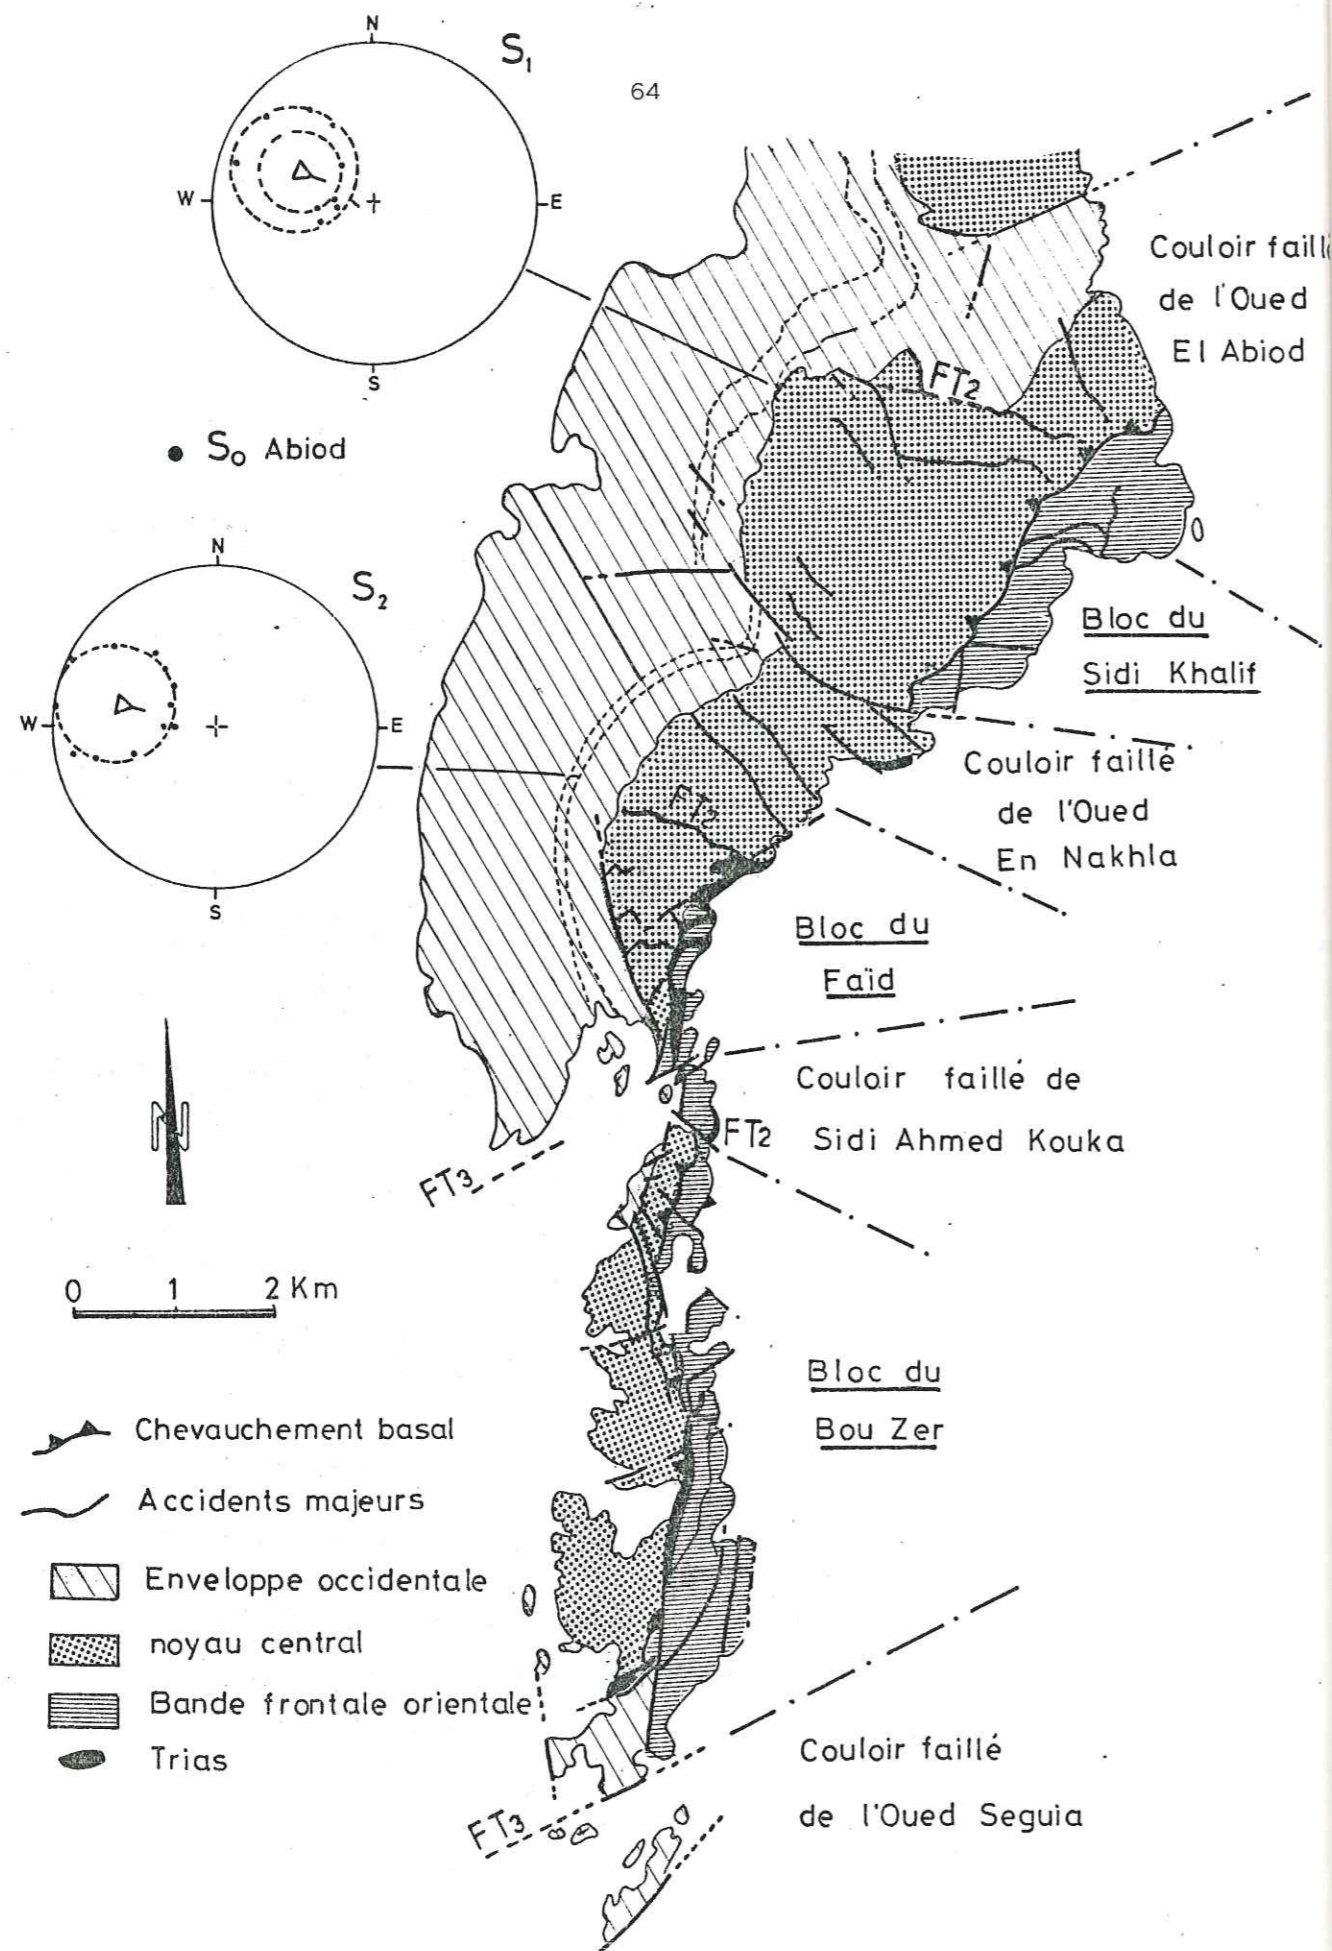 64
N
S₁
W
E
S
S₀ Abiod
N
S₂
W
E
S
Couloir faillé
de l'Oued
El Abiod
FT2
Bloc du
Sidi Khalif
Couloir faillé
de l'Oued
En Nakhla
FT2
Bloc du
Faïd
Couloir faillé de
Sidi Ahmed Kouka
FT2
FT3
N
0 1 2 Km
Bloc du
Bou Zer
Chevauchement basal
Accidents majeurs
Enveloppe occidentale
noyau central
Bande frontale orientale
Trias
Couloir faillé
de l'Oued Seguia
FT3